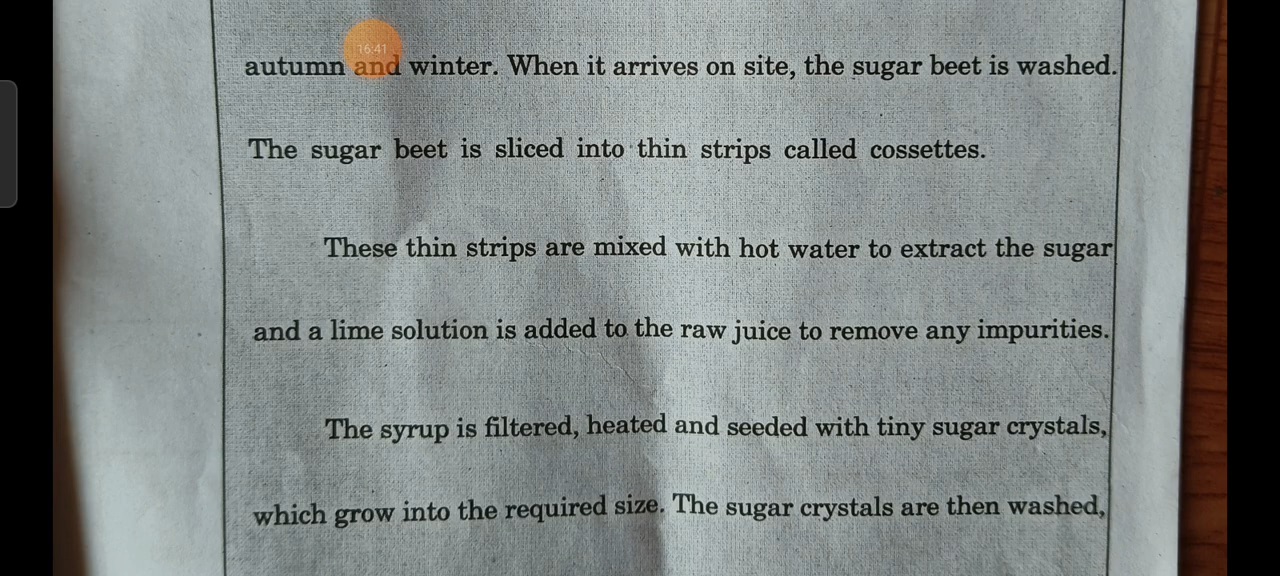 16:41
autumn and winter. When it arrives on site, the sugar beet is washed.
The sugar beet is sliced into thin strips called cossettes.
These thin strips are mixed with hot water to extract the sugar
and a lime solution is added to the raw juice to remove any impurities.
The syrup is filtered, heated and seeded with tiny sugar crystals,
which grow into the required size. The sugar crystals are then washed,